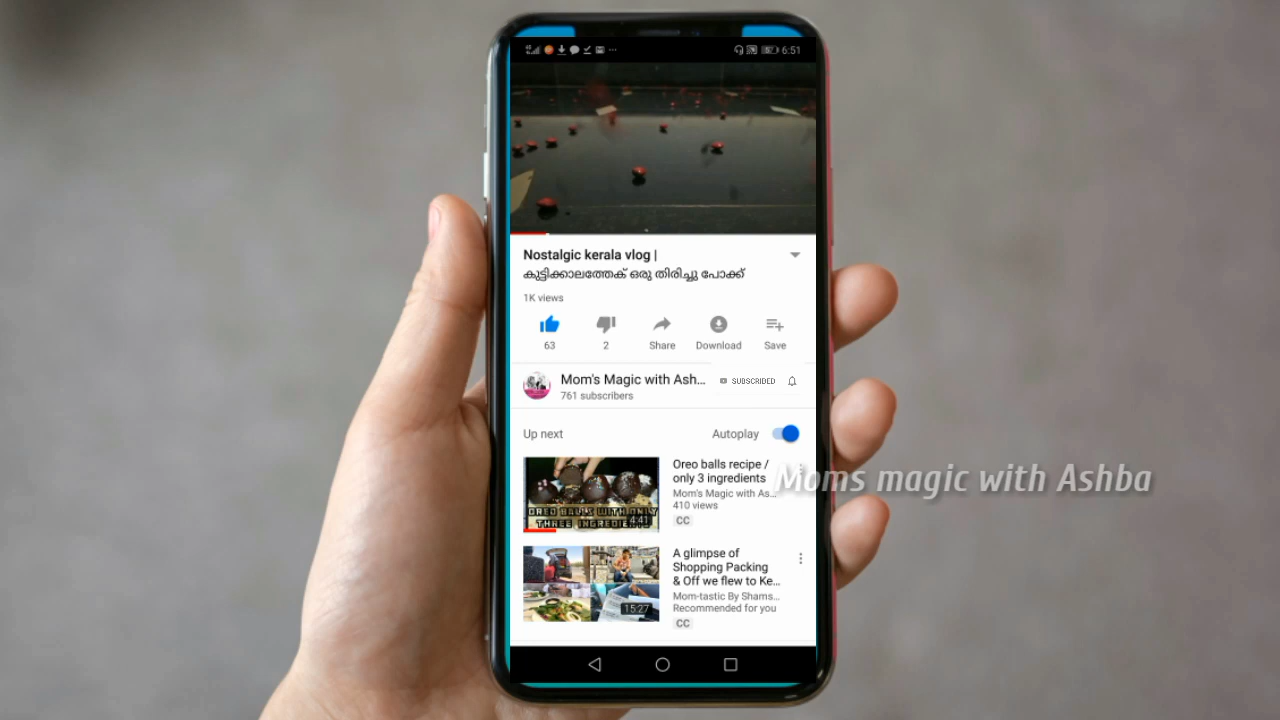 6:51
Nostalgic kerala vlog |
കുട്ടിക്കാലത്തേക് ഒരു തിരിച്ചു പോക്ക്
1K views
63
2
Share
Download
Save
Mom's Magic with Ash...
SUBSCRIBED
761 subscribers
Up next
Autoplay
Oreo balls recipe /
only 3 ingredients
Mom's Magic with As...
410 views
CC
OREO BALLS WITH ONLY
THREE INGREDIENTS
4:41
Moms magic with Ashba
A glimpse of
Shopping Packing
& Off we flew to Ke...
Mom-tastic By Shams...
Recommended for you
CC
15:27